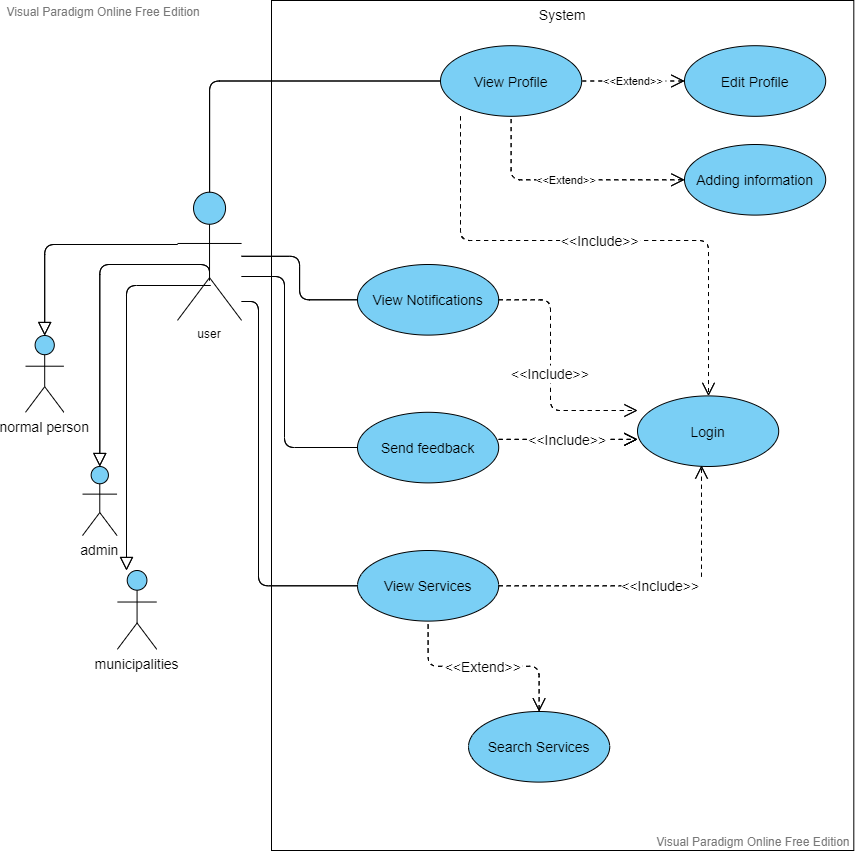 Visual Paradigm Online Free Edition
System
View Profile
<<Extend>>
Edit Profile
<<Extend>>
Adding information
<<Include>>
View Notifications
user
<<Include>>
normal person
Login
Send feedback
<<Include>>
admin
View Services
<<Include>>
municipalities
<<Extend>>
Search Services
Visual Paradigm Online Free Edition